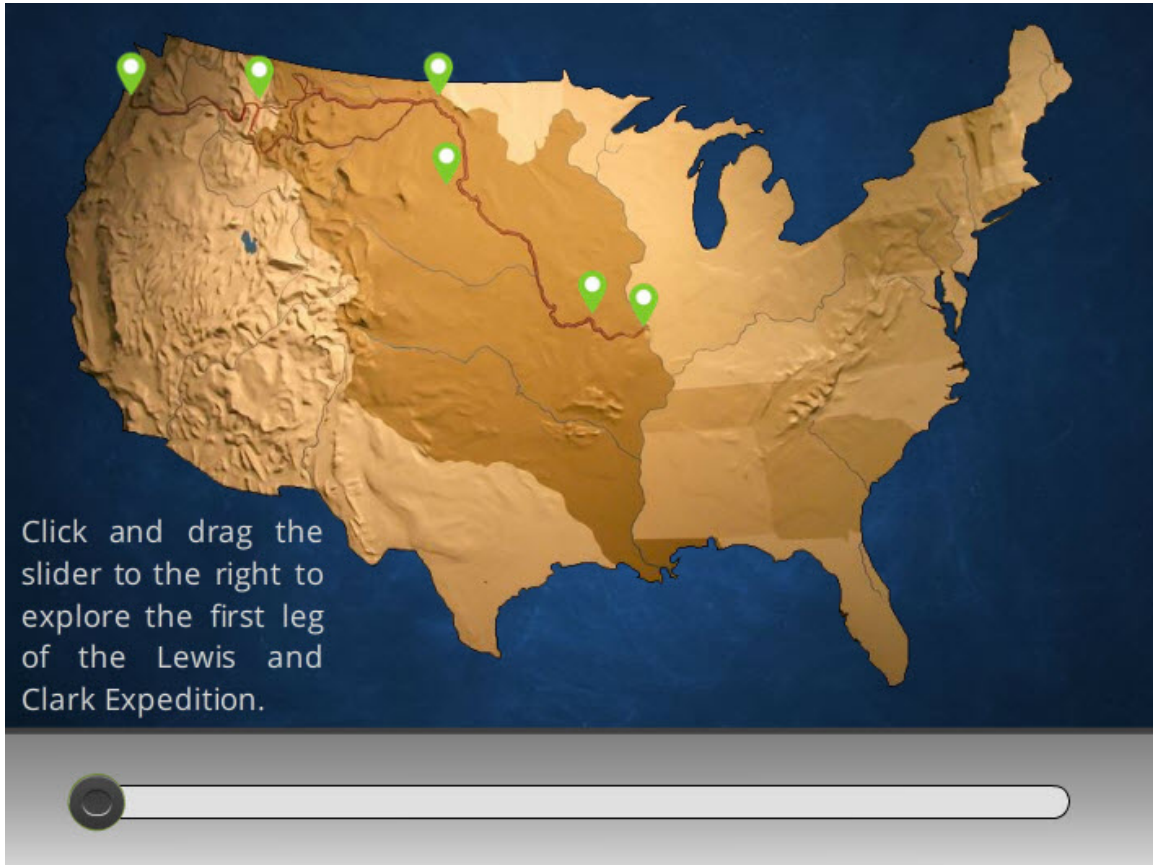 Click and drag the
slider to the right to
explore the first leg
of the Lewis and
Clark Expedition.